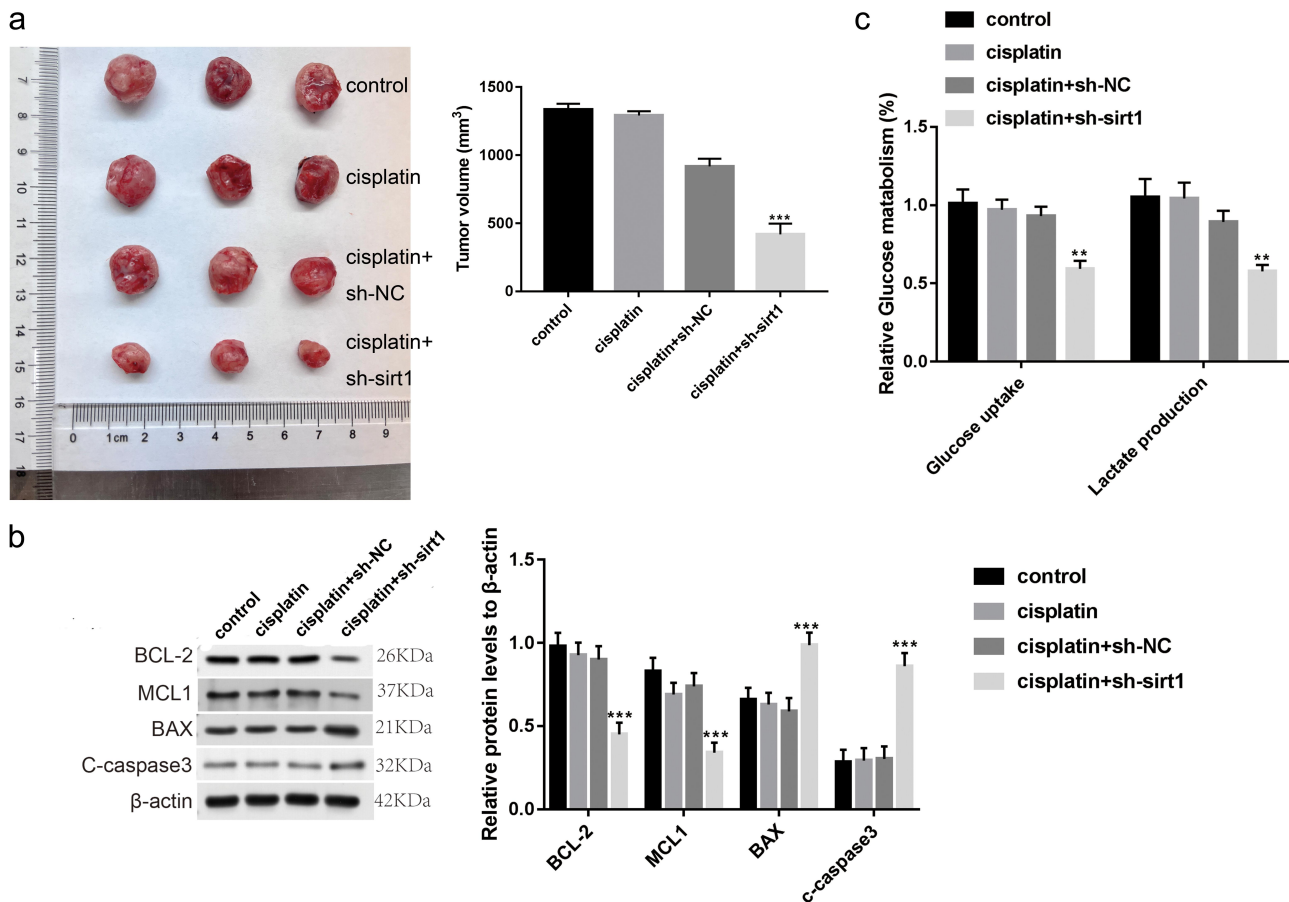 a
7
8
9
10
11
12
13
14
15
16
17
18
control
cisplatin
cisplatin+
sh-NC
cisplatin+
sh-sirt1
0 1cm 2 3 4 5 6 7 8 9
Tumor volume (mm3)
1500
1000
500
0
***
control
cisplatin
cisplatin+sh-NC
cisplatin+sh-sirt1
c
control
cisplatin
cisplatin+sh-NC
cisplatin+sh-sirt1
Relative Glucose matabolism (%)
1.5
1.0
0.5
0.0
**
**
Glucose uptake
Lactate production
b
control
cisplatin
cisplatin+sh-NC
cisplatin+sh-sirt1
BCL-2 26KDa
MCL1 37KDa
BAX 21KDa
C-caspase3 32KDa
β-actin 42KDa
Relative protein levels to β-actin
1.5
1.0
0.5
0.0
***
***
***
***
BCL-2
MCL1
BAX
c-caspase3
control
cisplatin
cisplatin+sh-NC
cisplatin+sh-sirt1